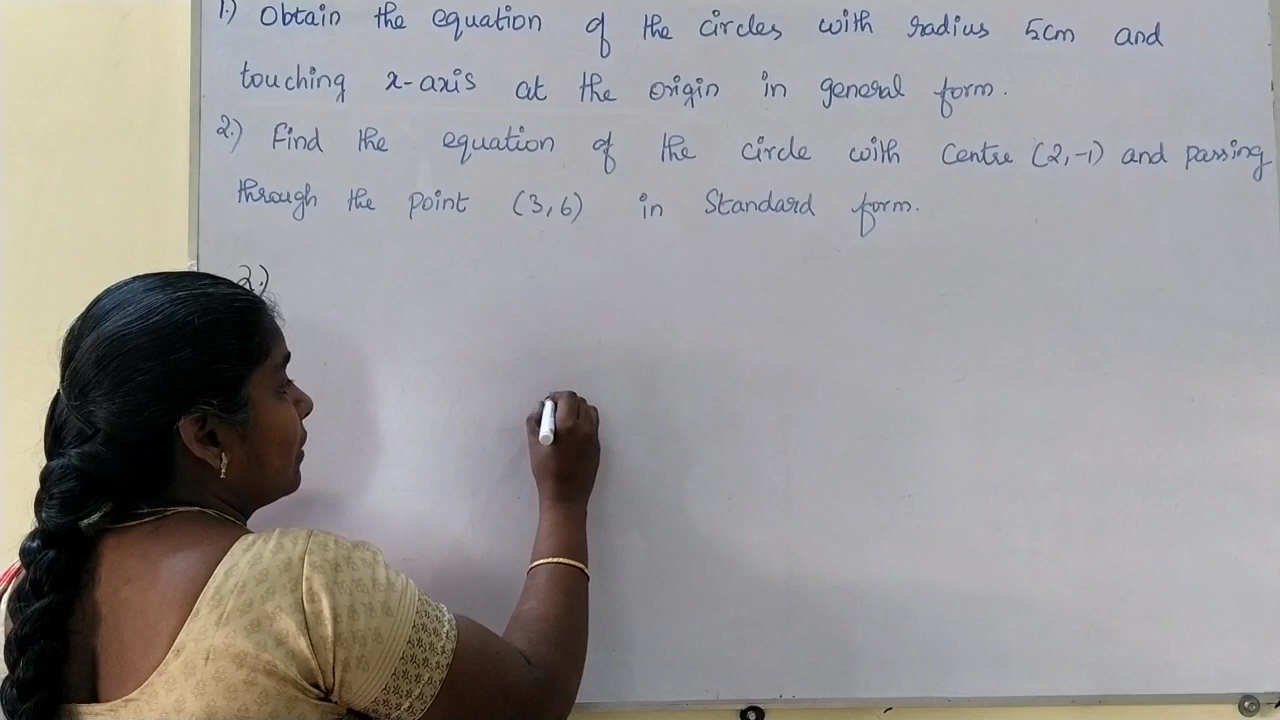 1.) Obtain the equation of the circles with radius 5cm and
touching x-axis at the origin in general form.
2.) Find the equation of the circle with centre (2,-1) and passing
through the point (3,6) in Standard form.
2.)